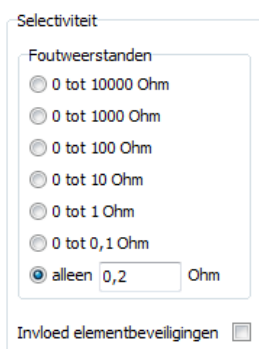 Selectiviteit
Foutweerstanden
0 tot 10000 Ohm
0 tot 1000 Ohm
0 tot 100 Ohm
0 tot 10 Ohm
0 tot 1 Ohm
0 tot 0,1 Ohm
alleen 0,2 Ohm
Invloed elementbeveiligingen